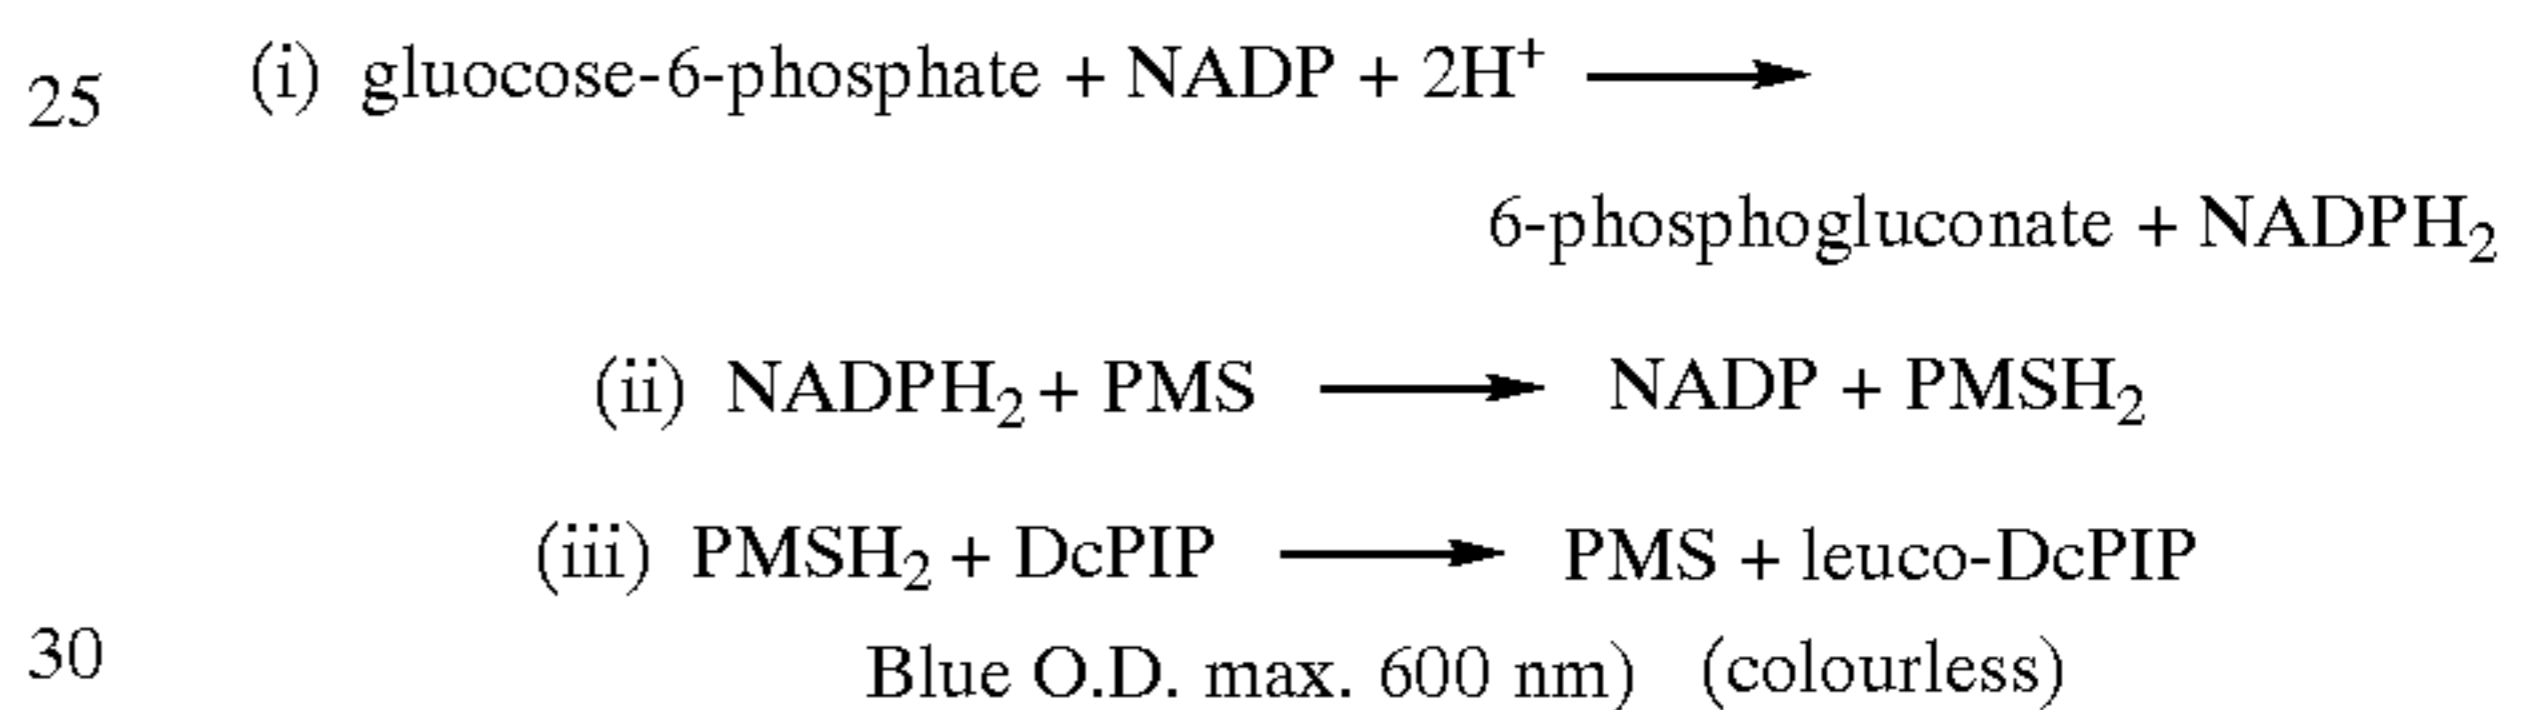 25 (i) gluocose-6-phosphate + NADP + 2H⁺ ⟶
6-phosphogluconate + NADPH₂
(ii) NADPH₂ + PMS ⟶ NADP + PMSH₂
(iii) PMSH₂ + DcPIP ⟶ PMS + leuco-DcPIP
30 Blue O.D. max. 600 nm) (colourless)